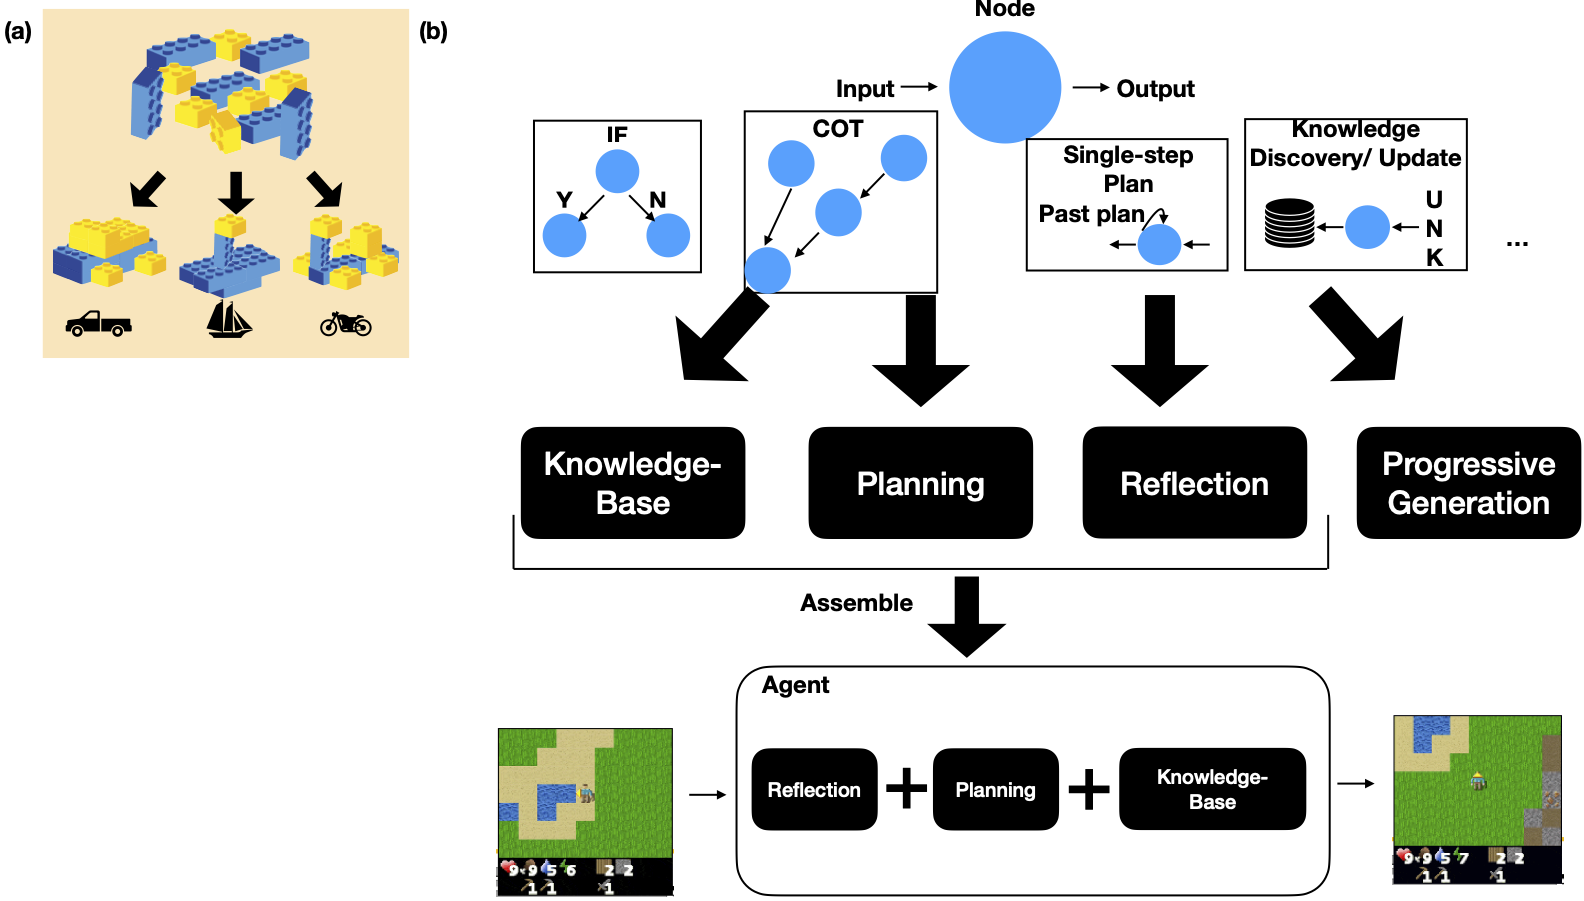 (a)
(b)
Node
Input
Output
IF
Y
N
COT
Single-step
Plan
Past plan
Knowledge
Discovery/ Update
U
N
K
...
Knowledge-
Base
Planning
Reflection
Progressive
Generation
Assemble
Agent
Reflection
+
Planning
+
Knowledge-
Base
9 9 5 6 2 2
1 1 1
9 9 5 7 2 2
1 1 1